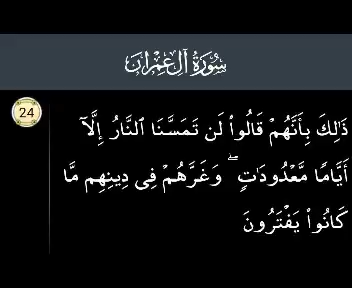 سُورَةُ آلِ عِمْرَانَ
24
ذَٰلِكَ بِأَنَّهُمْ قَالُوا۟ لَن تَمَسَّنَا ٱلنَّارُ إِلَّآ
أَيَّامًا مَّعْدُودَٰتٍ ۖ وَغَرَّهُمْ فِى دِينِهِم مَّا
كَانُوا۟ يَفْتَرُونَ